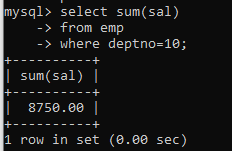 mysql> select sum(sal)
    -> from emp
    -> where deptno=10;
+----------+
| sum(sal) |
+----------+
|  8750.00 |
+----------+
1 row in set (0.00 sec)